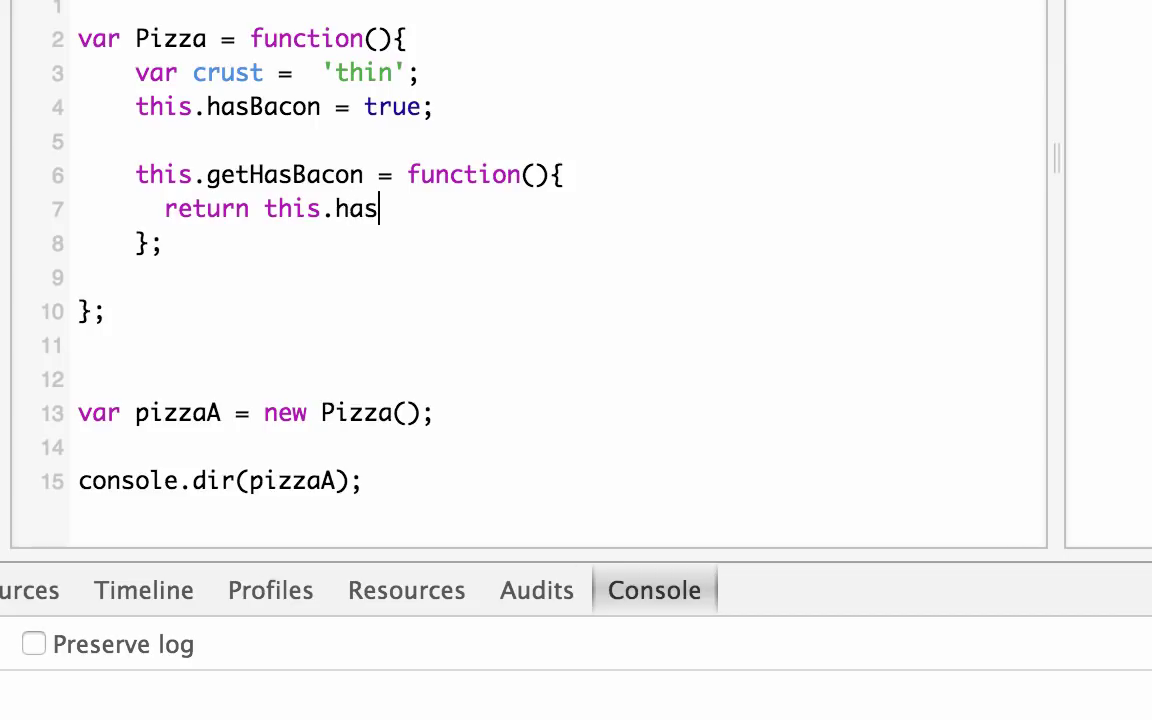 1
2 var Pizza = function(){
3 var crust = 'thin';
4 this.hasBacon = true;
5
6 this.getHasBacon = function(){
7 return this.has
8 };
9
10 };
11
12
13 var pizzaA = new Pizza();
14
15 console.dir(pizzaA);
urces Timeline Profiles Resources Audits Console
Preserve log